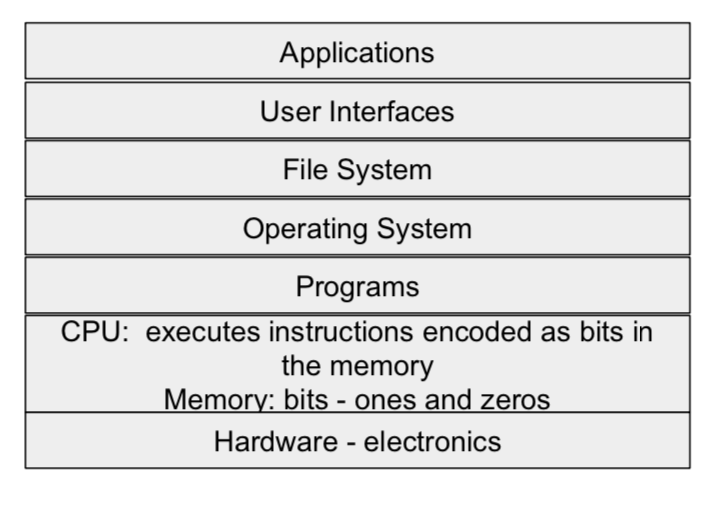 Applications
User Interfaces
File System
Operating System
Programs
CPU:  executes instructions encoded as bits in
the memory
Memory: bits - ones and zeros
Hardware - electronics